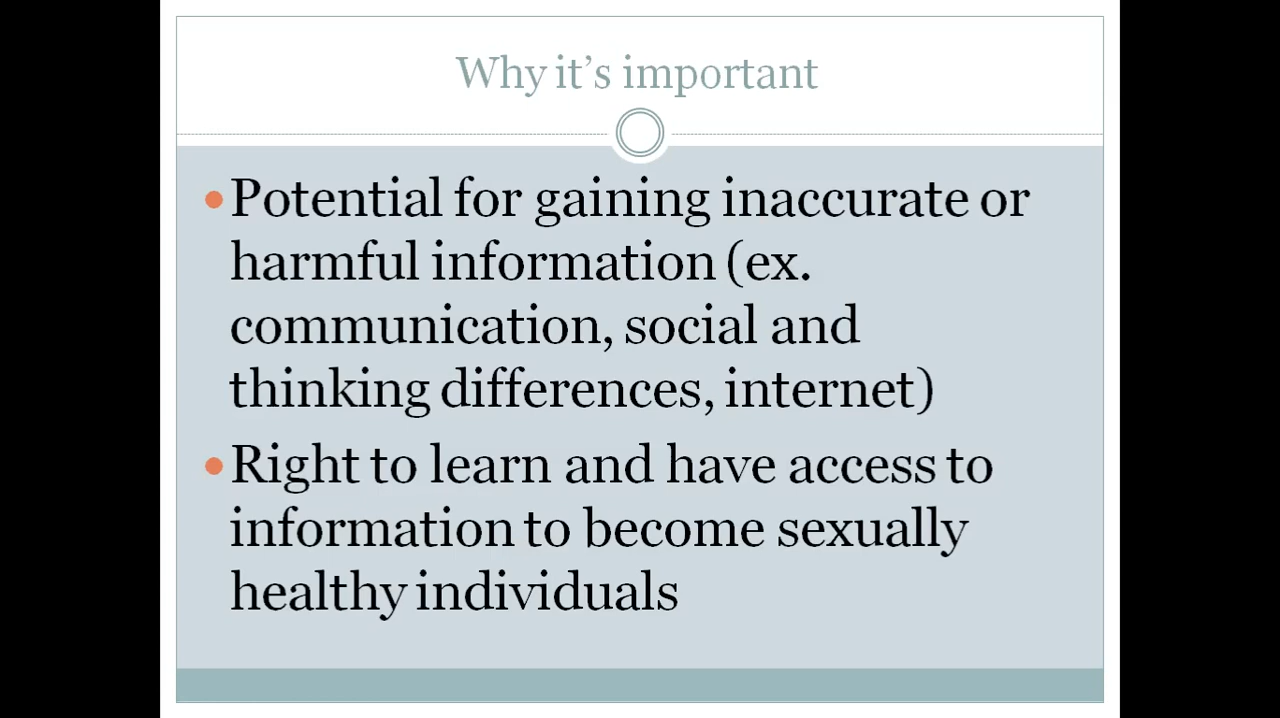 Why it’s important
Potential for gaining inaccurate or
harmful information (ex.
communication, social and
thinking differences, internet)
Right to learn and have access to
information to become sexually
healthy individuals